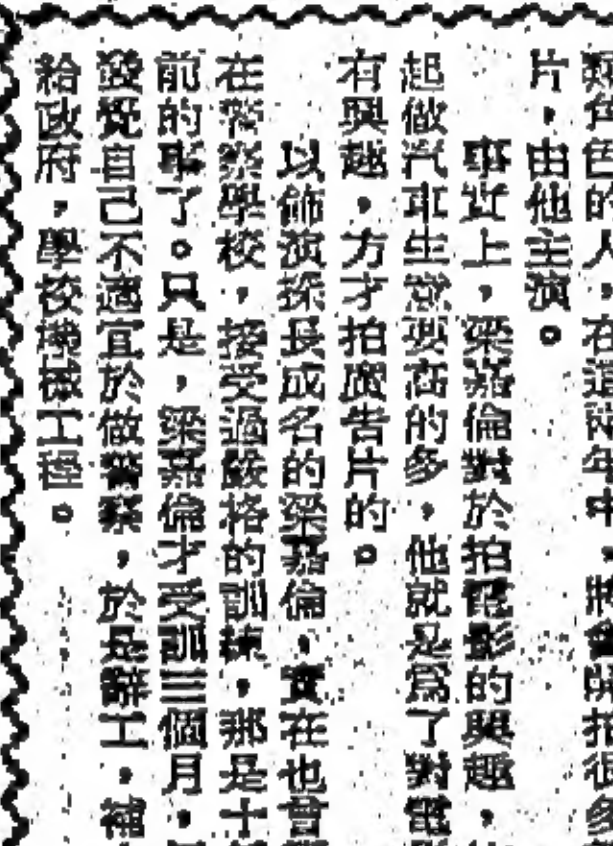 色色的人，在這兩年中，將會開拍很多
片，由他主演。
事實上，梁嘉倫對於拍電影的興趣，
起做汽車生意要高的多，他就是爲了對電
有興趣，方才拍廣告片的。
以飾演探長成名的梁嘉倫，實在也曾
在警察學校，接受過嚴格的訓練，那是十
前的事了。只是，梁嘉倫才受訓三個月，
發覺自己不適宜於做警察，於是辭工，補
給政府，學校機械工程。